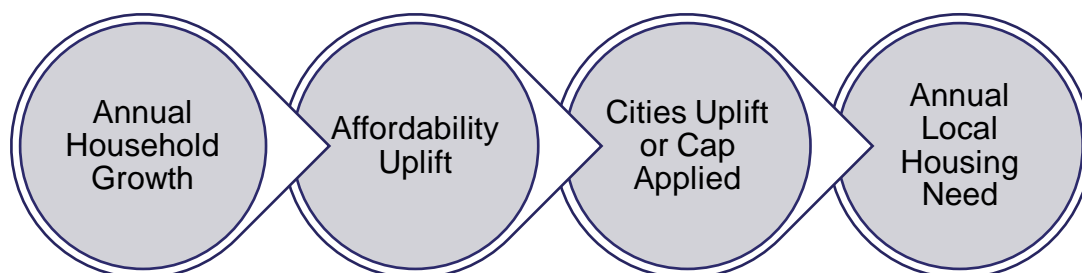 Annual
Household
Growth
Affordability
Uplift
Cities Uplift
or Cap
Applied
Annual
Local
Housing
Need